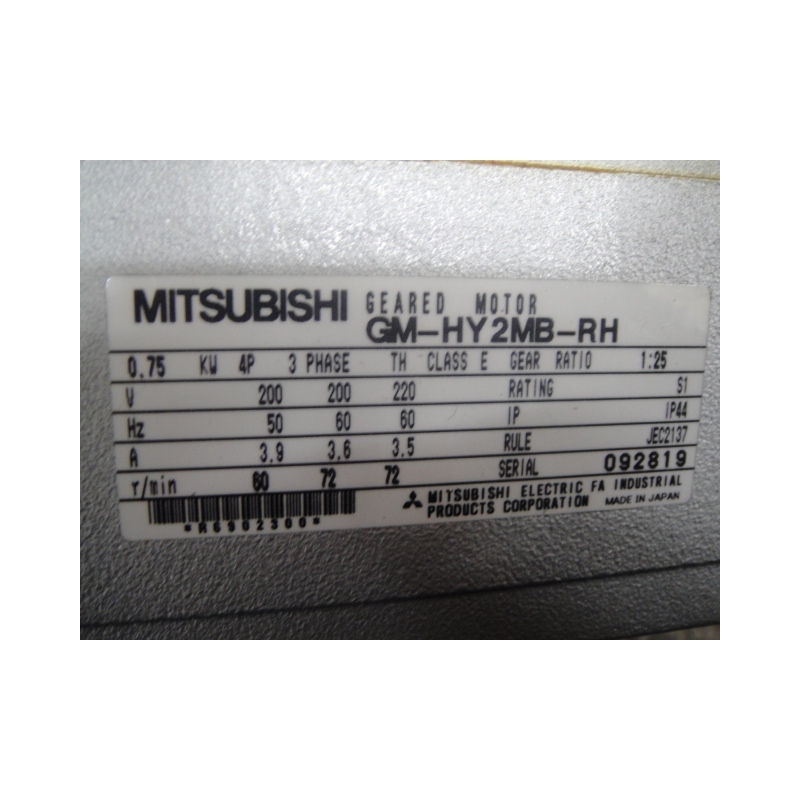 MITSUBISHI GEARED MOTOR
GM-HY2MB-RH
0.75 KW 4P 3 PHASE TH CLASS E GEAR RATIO 1:25
V 200 200 220 RATING S1
Hz 50 60 60 IP IP44
A 3.9 3.6 3.5 RULE JEC2137
r/min 60 72 72 SERIAL 092819
*A6902300*
MITSUBISHI ELECTRIC FA INDUSTRIAL
PRODUCTS CORPORATION MADE IN JAPAN